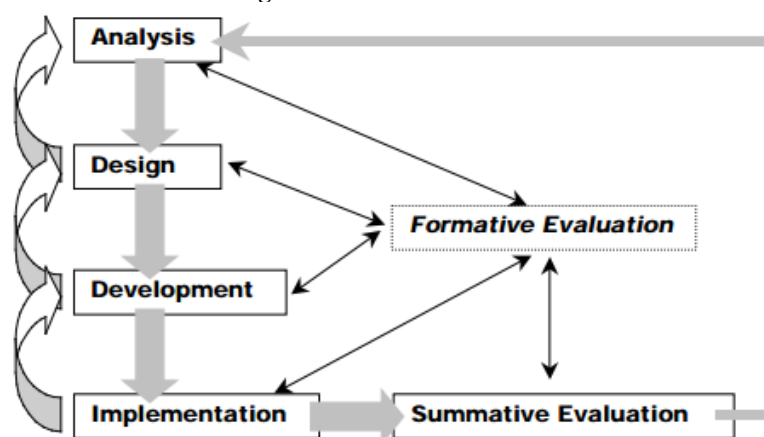 Analysis
Design
Formative Evaluation
Development
Implementation
Summative Evaluation